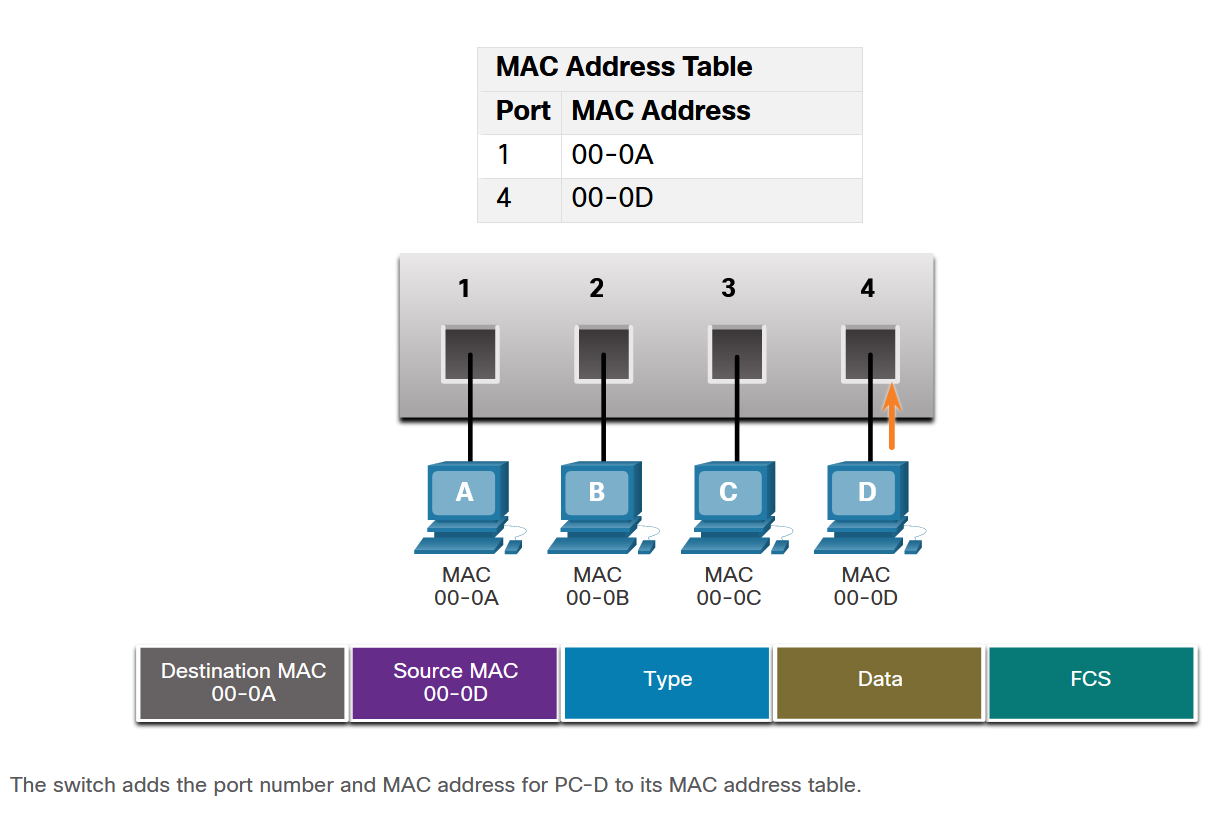 MAC Address Table
Port MAC Address
1 00-0A
4 00-0D
1 2 3 4
A B C D
MAC MAC MAC MAC
00-0A 00-0B 00-0C 00-0D
Destination MAC Source MAC Type Data FCS
00-0A 00-0D
The switch adds the port number and MAC address for PC-D to its MAC address table.